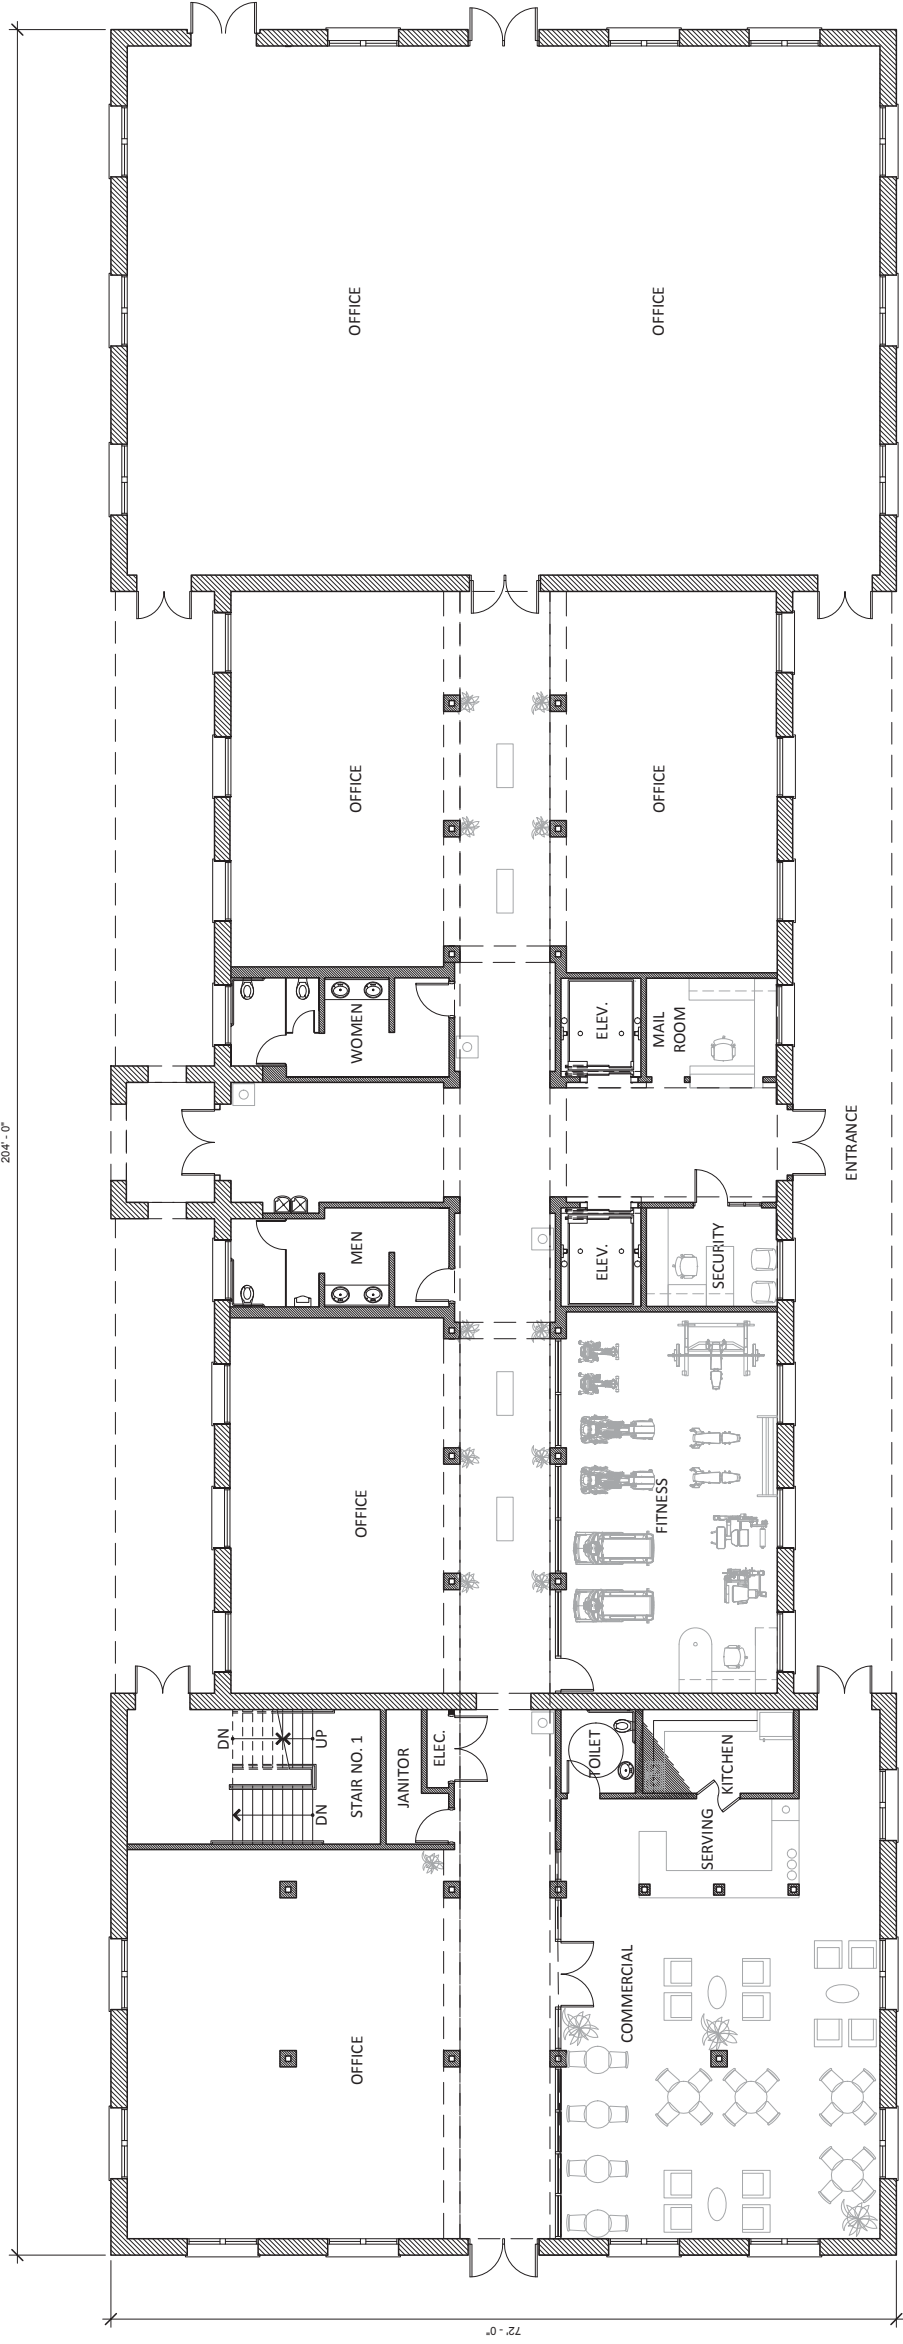 204' - 0"
OFFICE
OFFICE
OFFICE
OFFICE
WOMEN
ELEV.
MAIL
ROOM
ENTRANCE
MEN
ELEV.
SECURITY
OFFICE
FITNESS
DN
UP
DN
STAIR NO. 1
JANITOR
ELEC.
TOILET
KITCHEN
SERVING
OFFICE
COMMERCIAL
72' - 0"